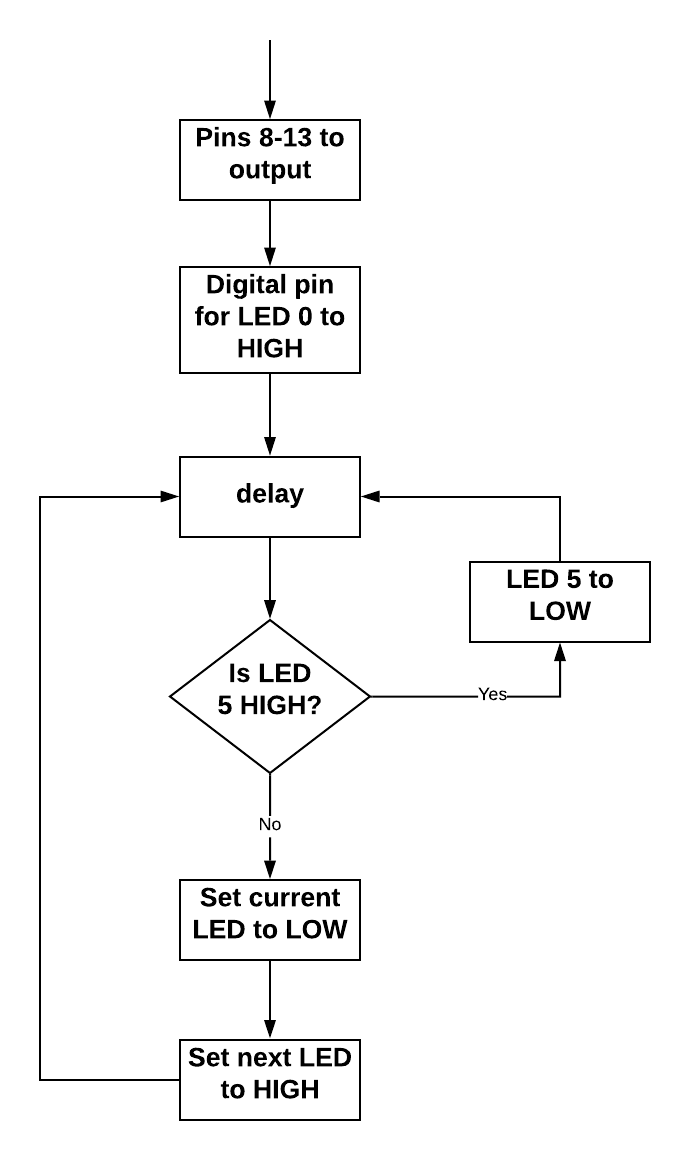 Pins 8-13 to
output
Digital pin
for LED 0 to
HIGH
delay
LED 5 to
LOW
Is LED
5 HIGH?
Yes
No
Set current
LED to LOW
Set next LED
to HIGH